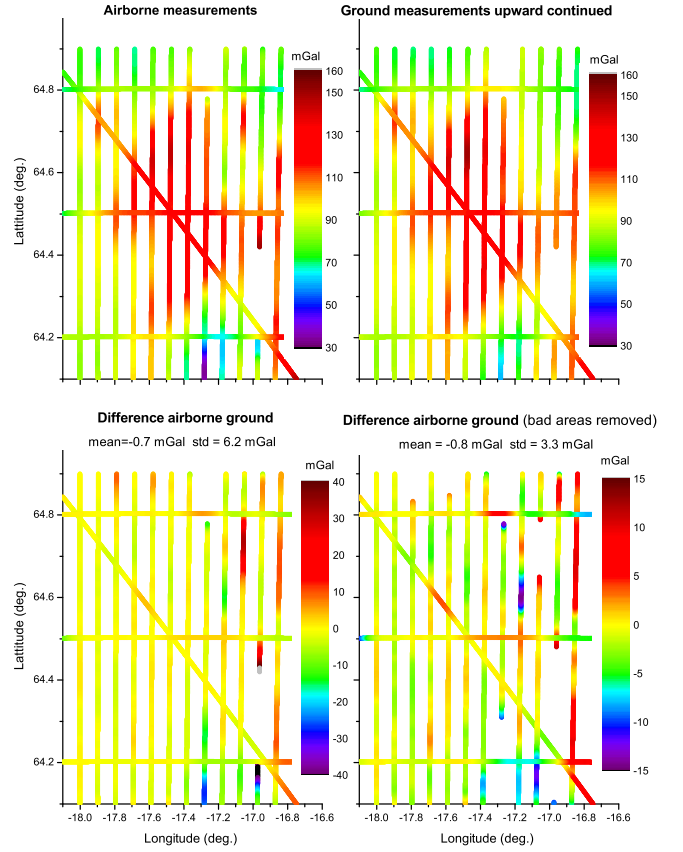 Airborne measurements
Ground measurements upward continued
mGal
160
150
130
110
90
70
50
30
mGal
160
150
130
110
90
70
50
30
64.8
64.6
64.4
64.2
Lattitude (deg.)
Difference airborne ground
mean=-0.7 mGal std = 6.2 mGal
Difference airborne ground (bad areas removed)
mean = -0.8 mGal std = 3.3 mGal
mGal
40
30
20
10
0
-10
-20
-30
-40
mGal
15
10
5
0
-5
-10
-15
64.8
64.6
64.4
64.2
Lattitude (deg.)
-18.0 -17.8 -17.6 -17.4 -17.2 -17.0 -16.8 -16.6
-18.0 -17.8 -17.6 -17.4 -17.2 -17.0 -16.8 -16.6
Longitude (deg.)
Longitude (deg.)